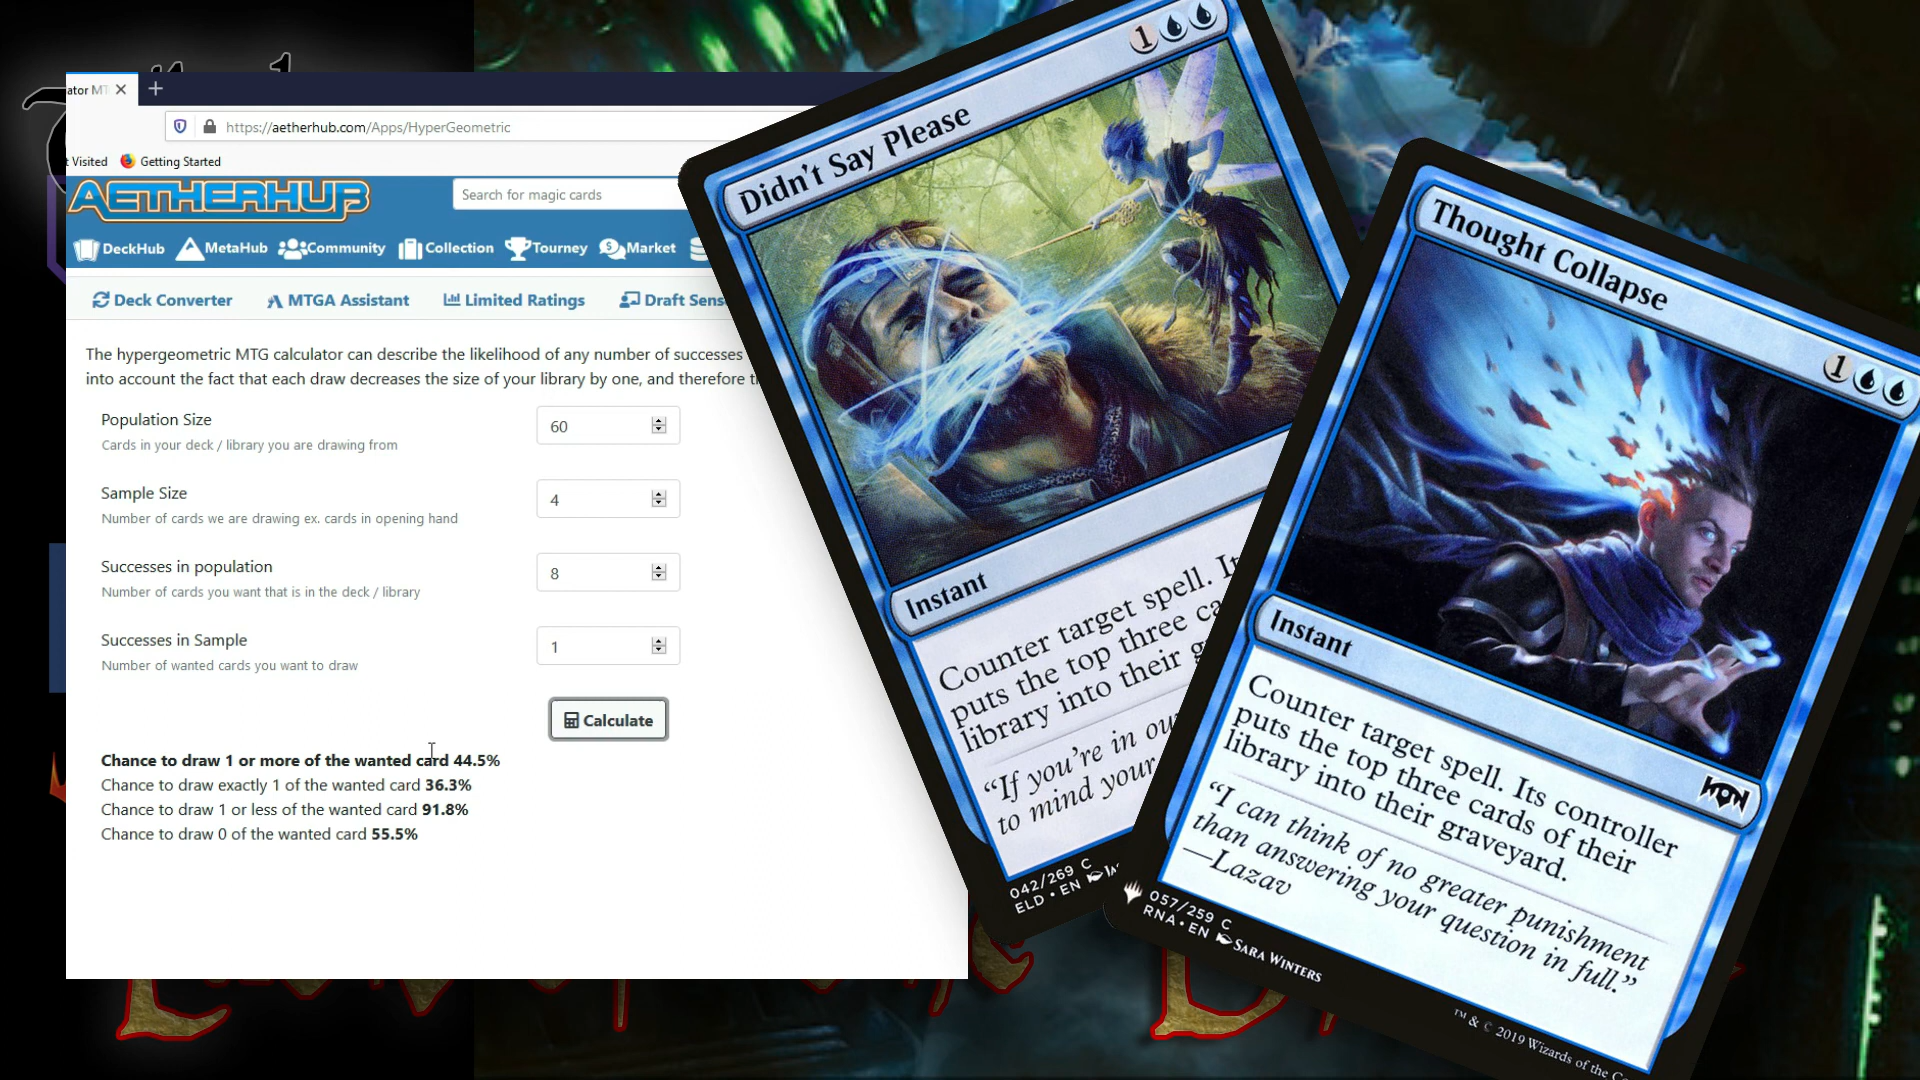 ator MT
https://aetherhub.com/Apps/HyperGeometric
t Visited
Getting Started
AETHERHUB
Search for magic cards
DeckHub
MetaHub
Community
Collection
Tourney
Market
Deck Converter
MTGA Assistant
Limited Ratings
Draft Sens
The hypergeometric MTG calculator can describe the likelihood of any number of successes
into account the fact that each draw decreases the size of your library by one, and therefore t
Population Size
60
Cards in your deck / library you are drawing from
Sample Size
4
Number of cards we are drawing ex. cards in opening hand
Successes in population
8
Number of cards you want that is in the deck / library
Successes in Sample
1
Number of wanted cards you want to draw
Calculate
Chance to draw 1 or more of the wanted card 44.5%
Chance to draw exactly 1 of the wanted card 36.3%
Chance to draw 1 or less of the wanted card 91.8%
Chance to draw 0 of the wanted card 55.5%
Didn't Say Please
1
Instant
Counter target spell. It
puts the top three ca
library into their g
“If you're in ou
to mind your
042/269 C
ELD • EN
Thought Collapse
1
Instant
Counter target spell. Its controller
puts the top three cards of their
library into their graveyard.
“I can think of no greater punishment
than answering your question in full.”
—Lazav
057/259 C
RNA • EN SARA WINTERS
™ & © 2019 Wizards of the C